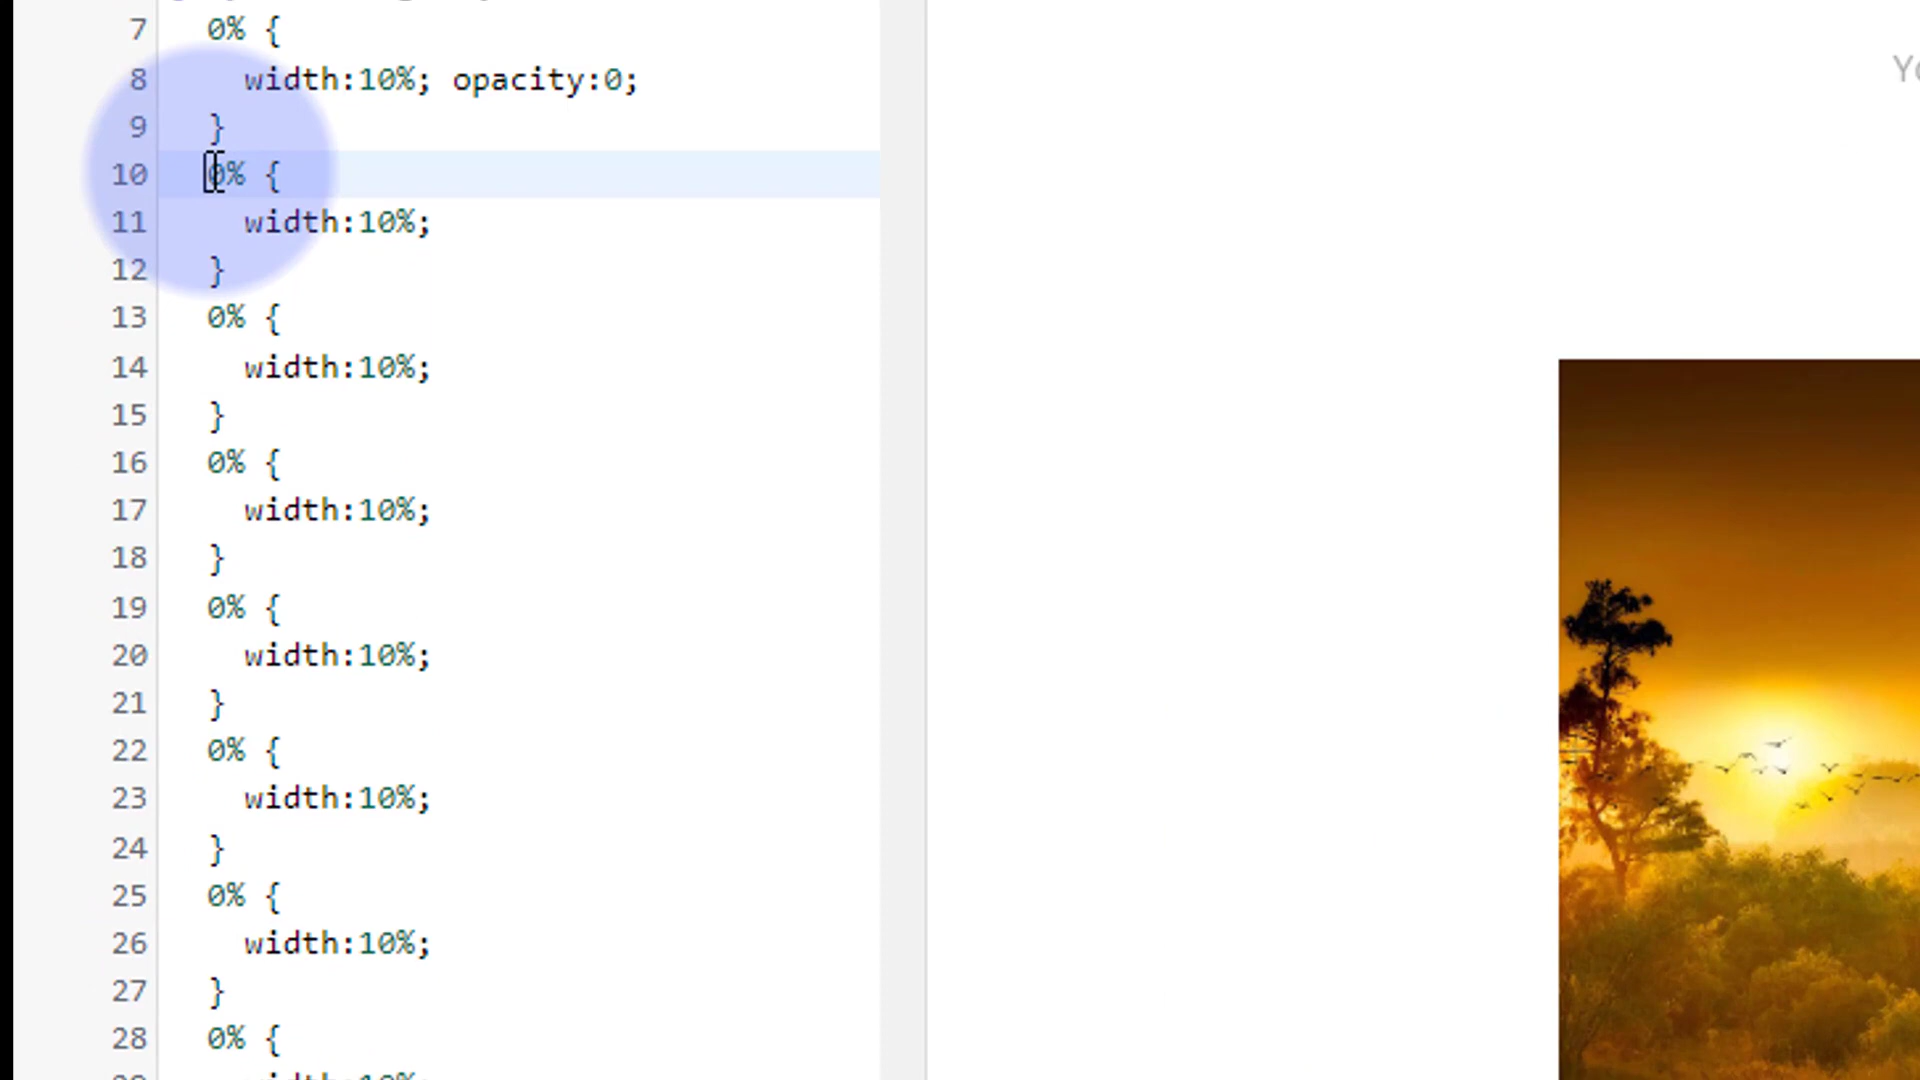 7 0% {
8 width:10%; opacity:0;
9 }
10 0% {
11 width:10%;
12 }
13 0% {
14 width:10%;
15 }
16 0% {
17 width:10%;
18 }
19 0% {
20 width:10%;
21 }
22 0% {
23 width:10%;
24 }
25 0% {
26 width:10%;
27 }
28 0% {